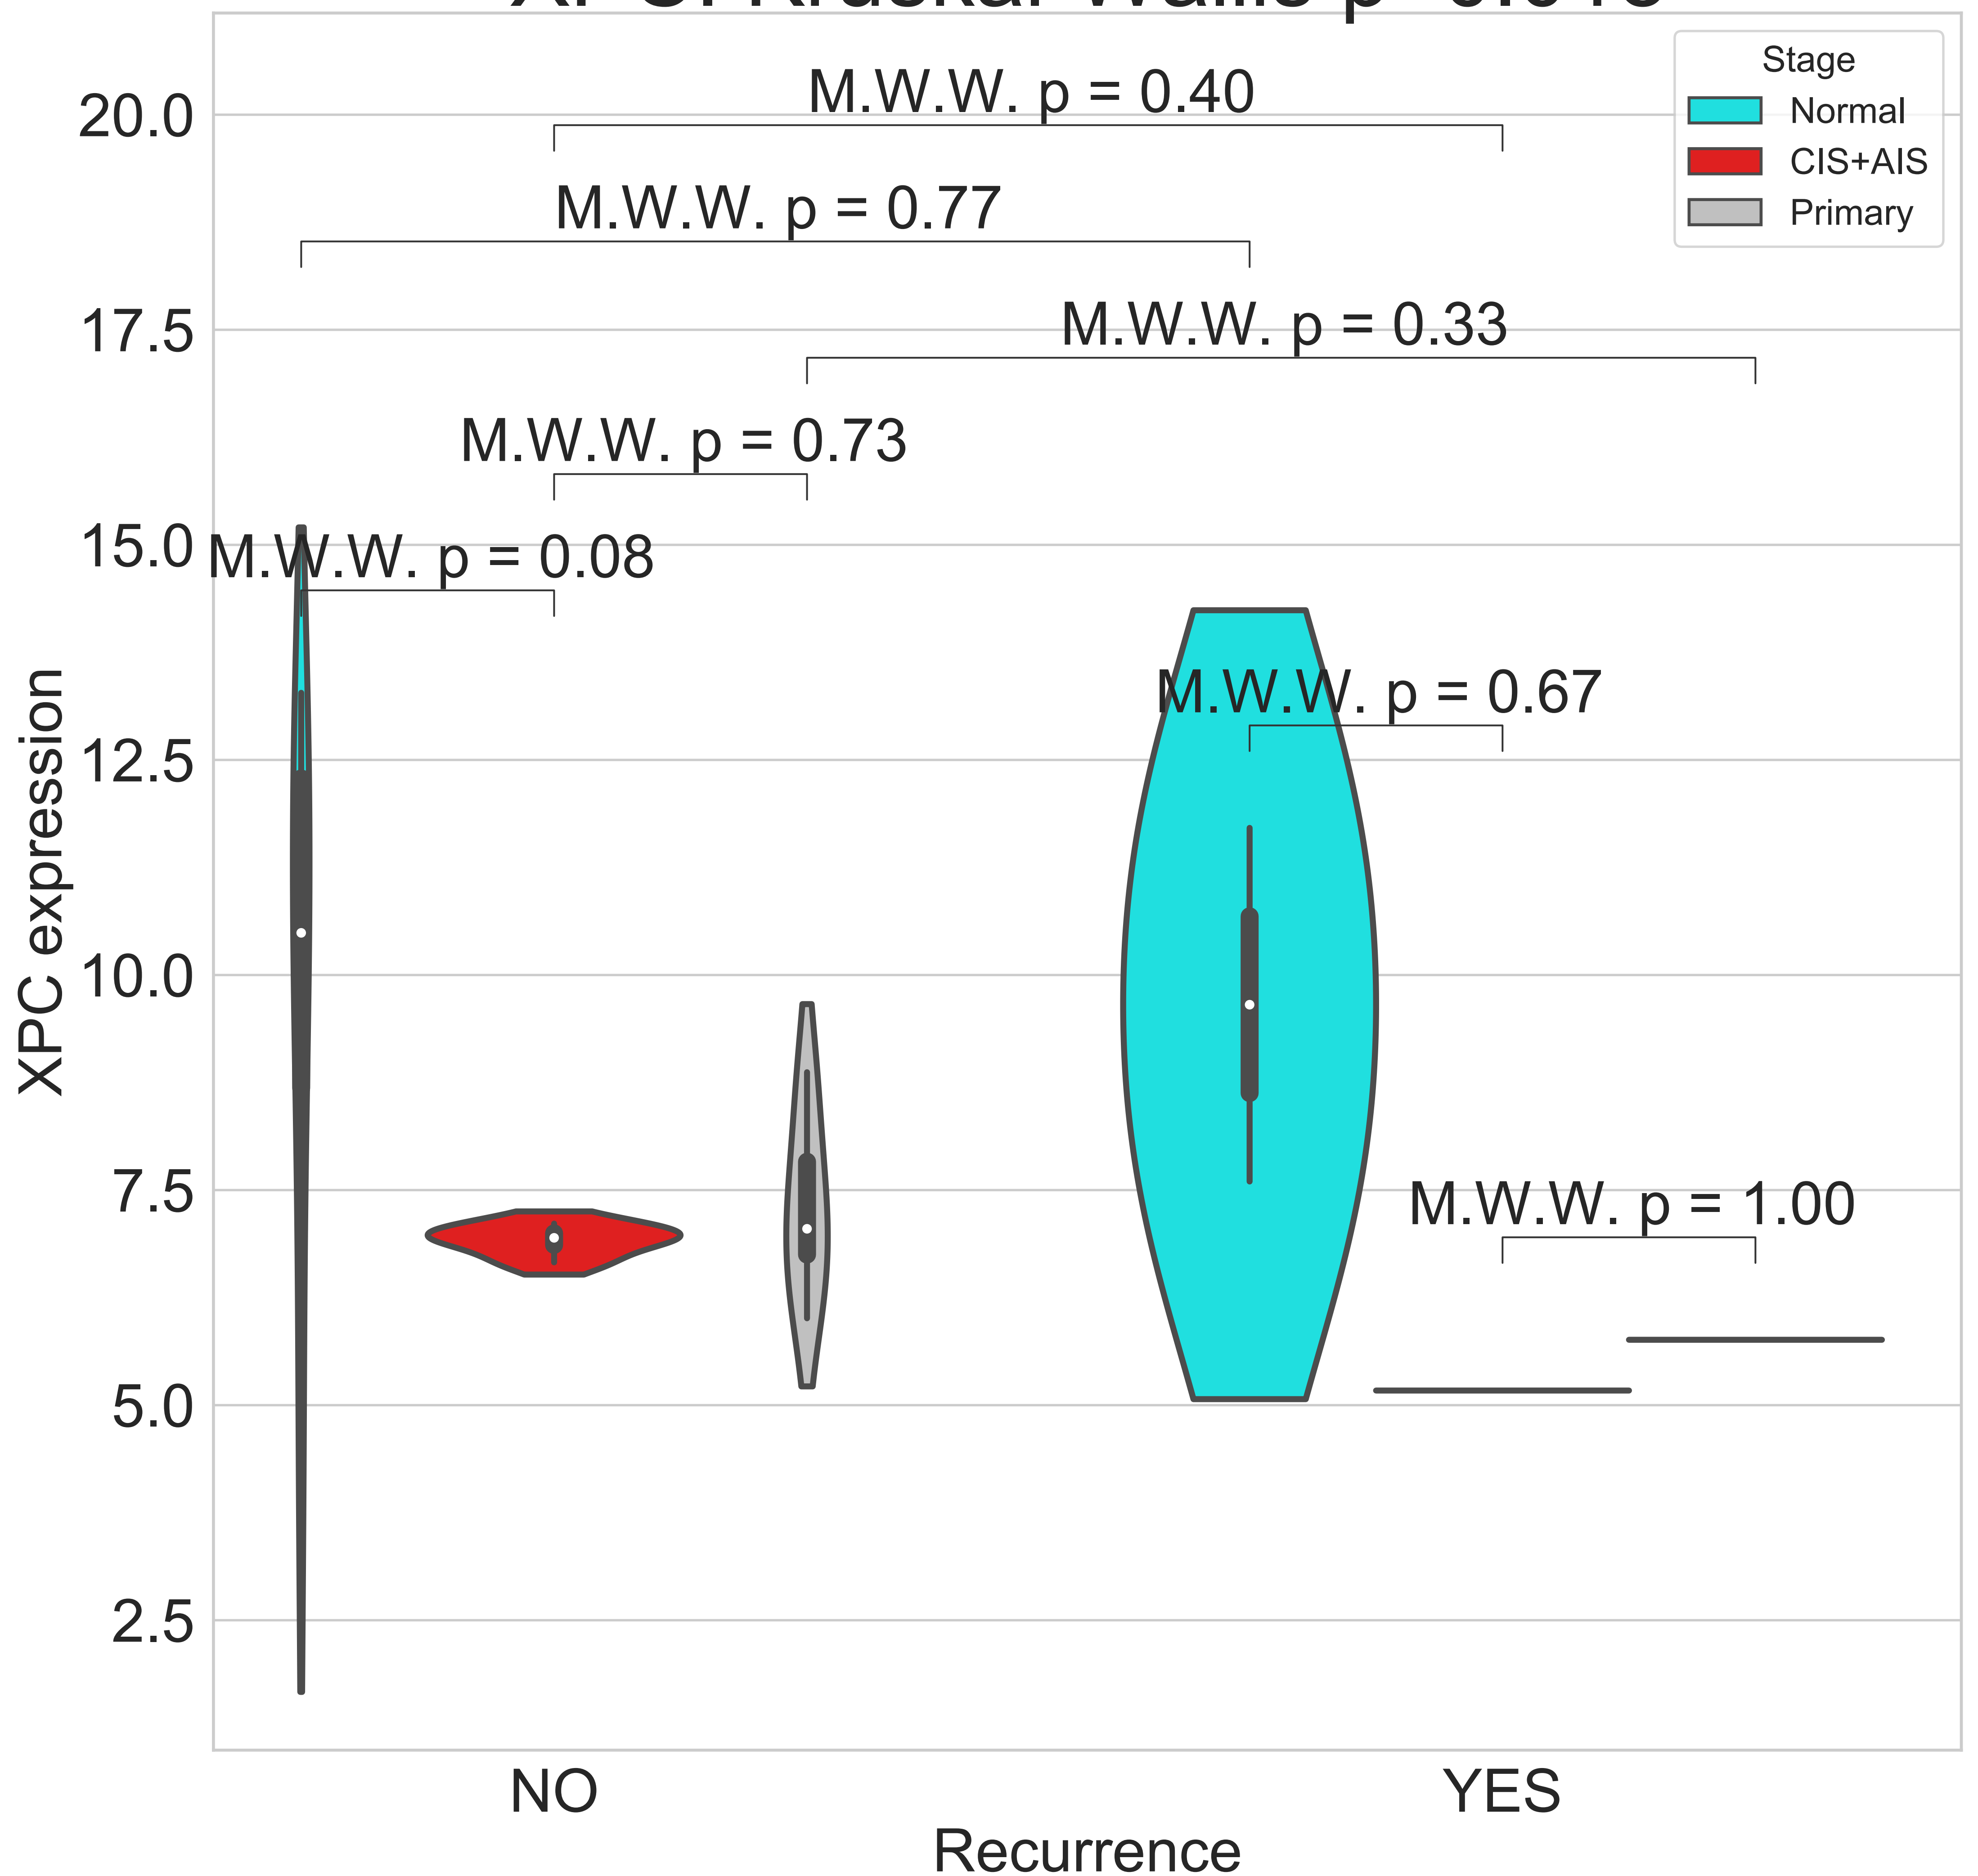 Stage
Normal
CIS+AIS
Primary
M.W.W. p = 0.40
M.W.W. p = 0.77
M.W.W. p = 0.33
M.W.W. p = 0.73
M.W.W. p = 0.08
M.W.W. p = 0.67
M.W.W. p = 1.00
20.0
17.5
15.0
12.5
10.0
7.5
5.0
2.5
XPC expression
NO
YES
Recurrence